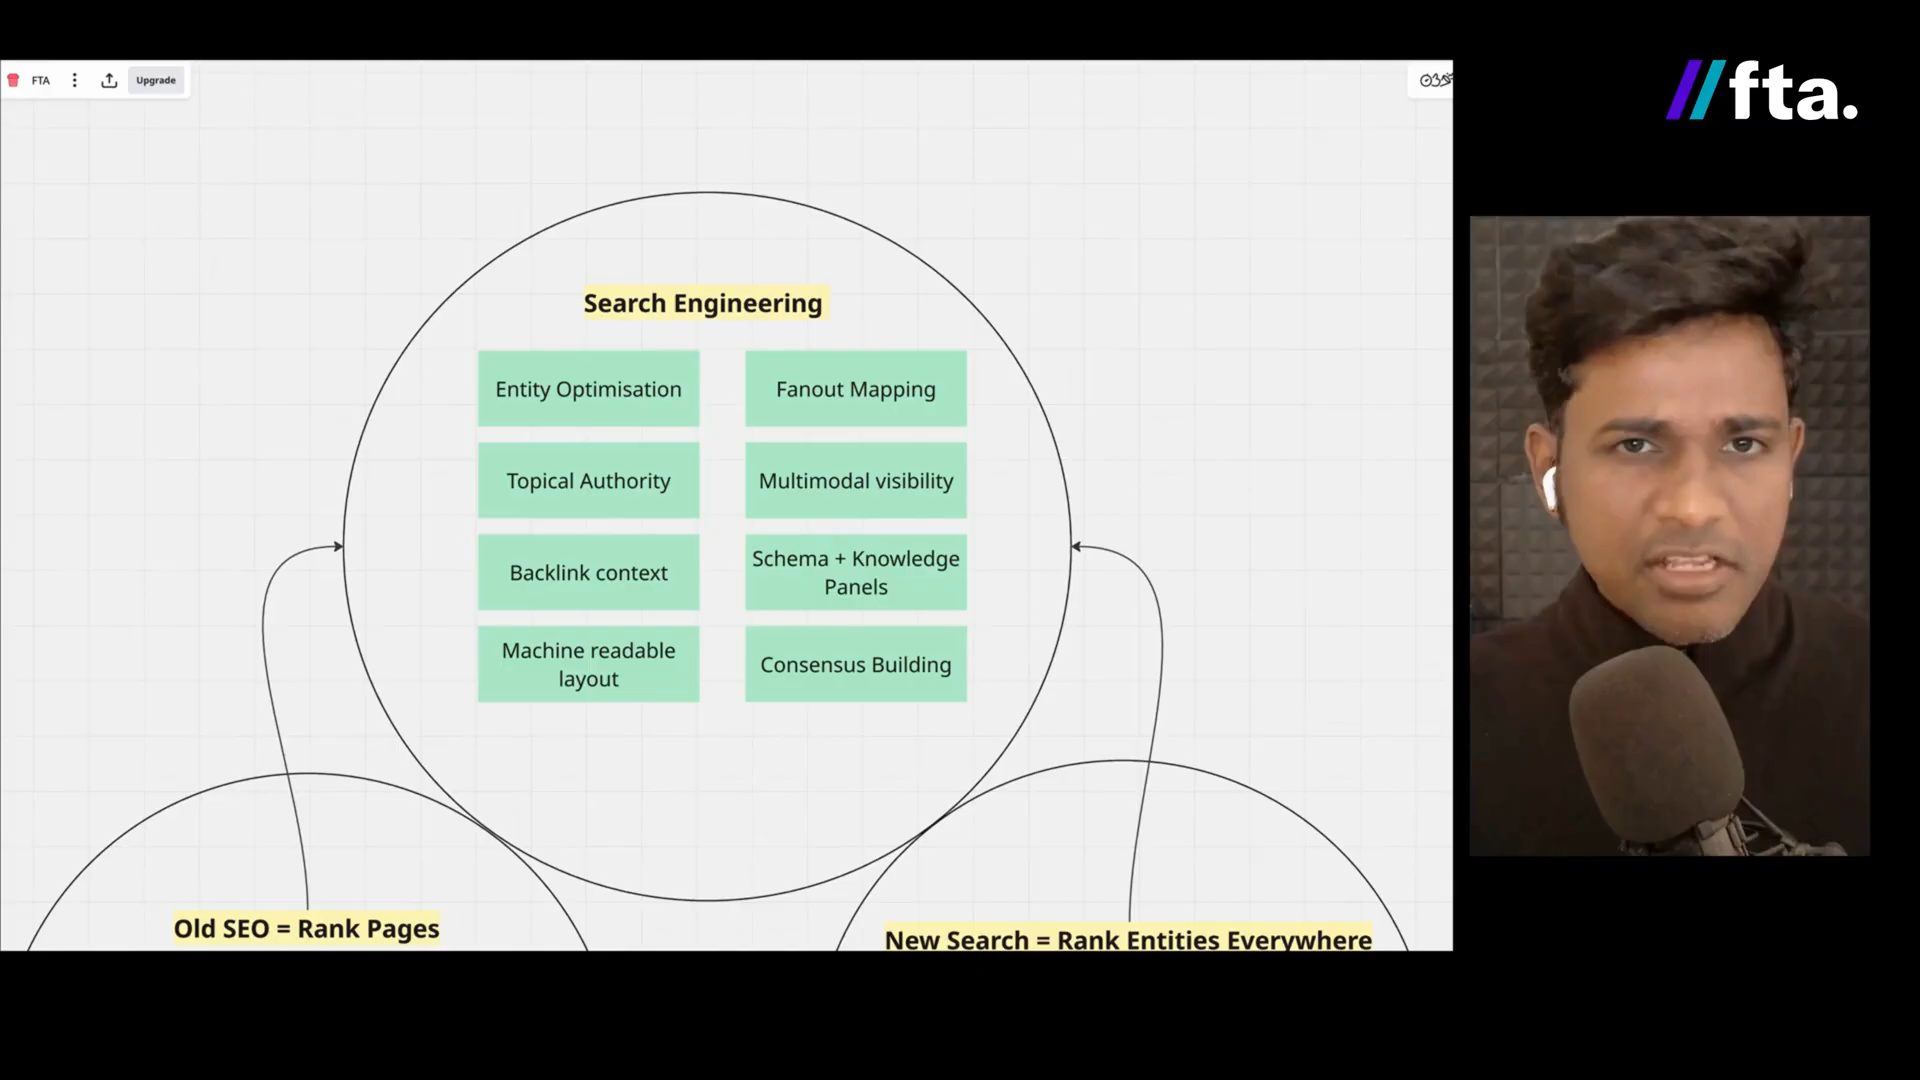 FTA
Upgrade
fta.
Search Engineering
Entity Optimisation
Fanout Mapping
Topical Authority
Multimodal visibility
Backlink context
Schema + Knowledge
Panels
Machine readable
layout
Consensus Building
Old SEO = Rank Pages
New Search = Rank Entities Everywhere